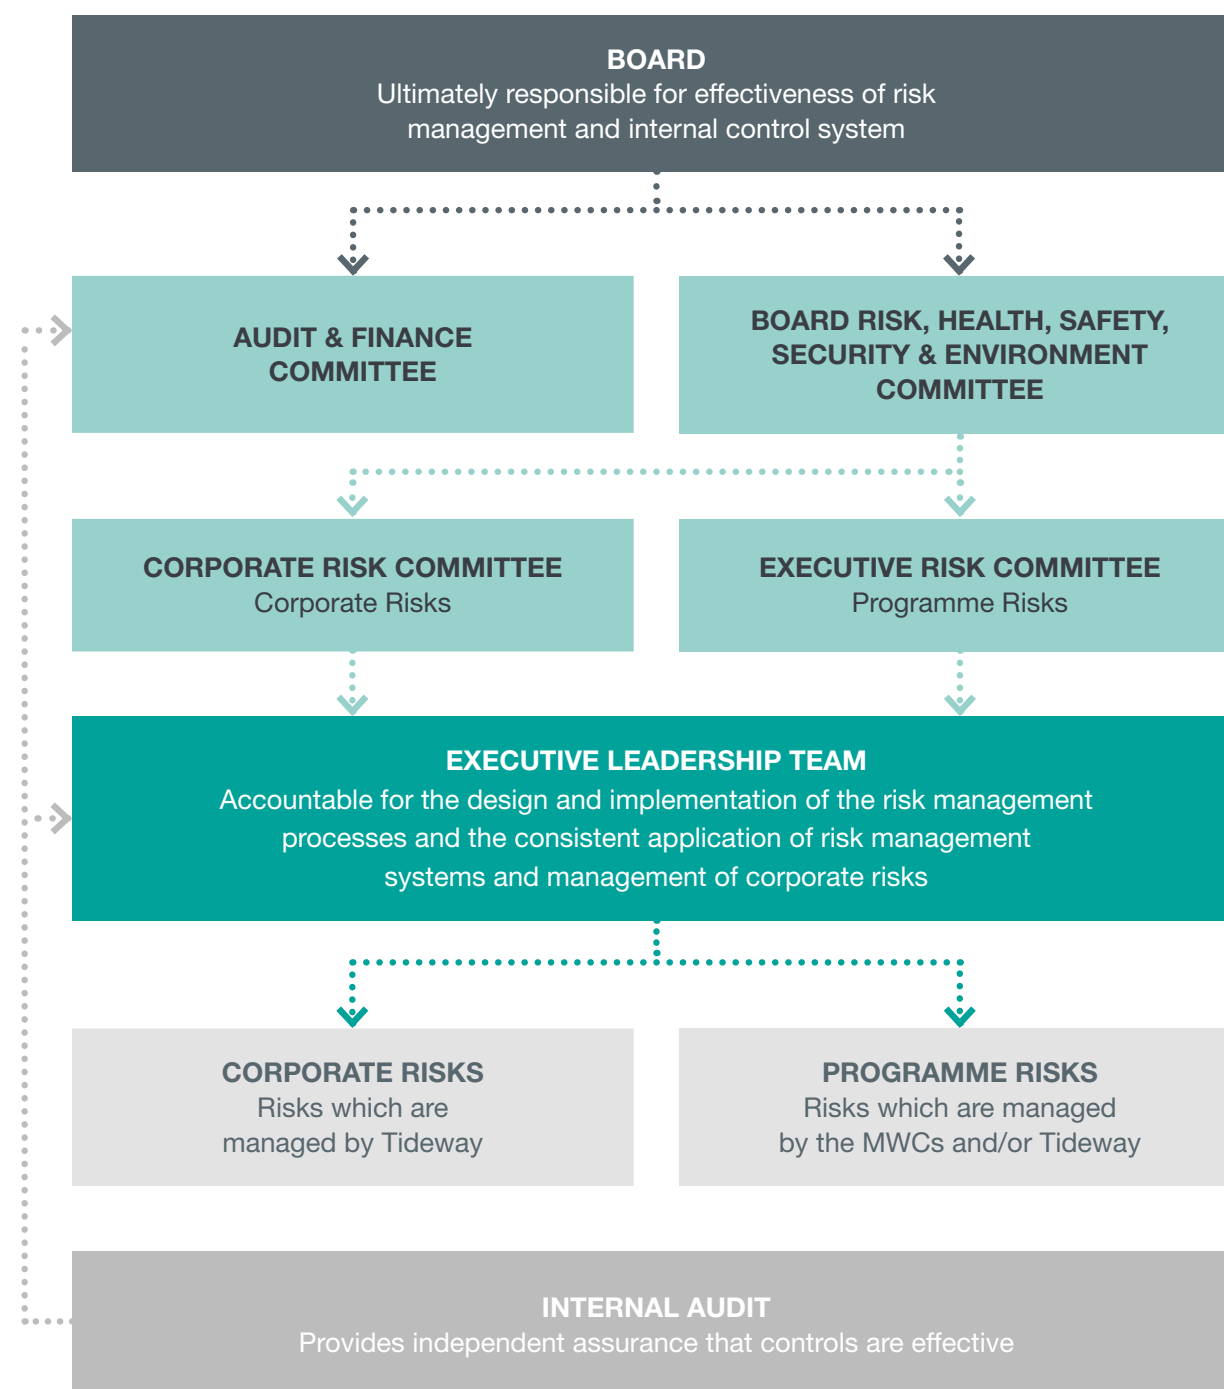 BOARD
Ultimately responsible for effectiveness of risk
management and internal control system
AUDIT & FINANCE
COMMITTEE
BOARD RISK, HEALTH, SAFETY,
SECURITY & ENVIRONMENT
COMMITTEE
CORPORATE RISK COMMITTEE
Corporate Risks
EXECUTIVE RISK COMMITTEE
Programme Risks
EXECUTIVE LEADERSHIP TEAM
Accountable for the design and implementation of the risk management
processes and the consistent application of risk management
systems and management of corporate risks
CORPORATE RISKS
Risks which are
managed by Tideway
PROGRAMME RISKS
Risks which are managed
by the MWCs and/or Tideway
INTERNAL AUDIT
Provides independent assurance that controls are effective